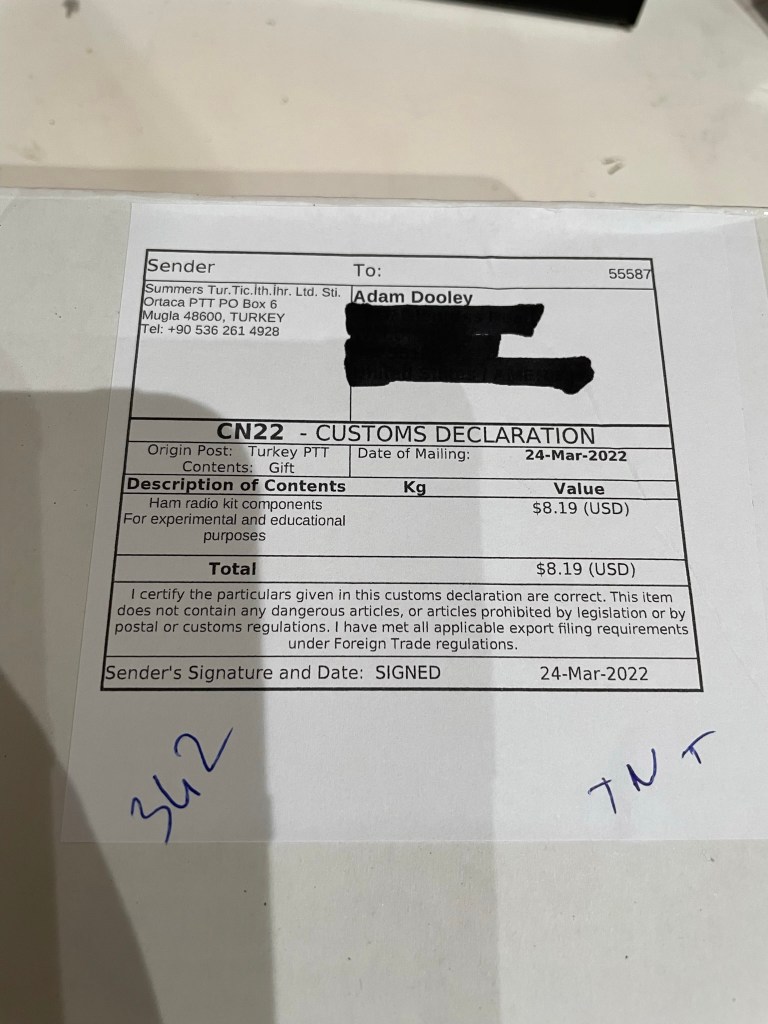 Sender To: 55587
Summers Tur.Tic.İth.İhr. Ltd. Sti.
Ortaca PTT PO Box 6
Mugla 48600, TURKEY
Tel: +90 536 261 4928
Adam Dooley
CN22 - CUSTOMS DECLARATION
Origin Post: Turkey PTT
Contents: Gift
Date of Mailing: 24-Mar-2022
Description of Contents Kg Value
Ham radio kit components
For experimental and educational
purposes
$8.19 (USD)
Total $8.19 (USD)
I certify the particulars given in this customs declaration are correct. This item
does not contain any dangerous articles, or articles prohibited by legislation or by
postal or customs regulations. I have met all applicable export filing requirements
under Foreign Trade regulations.
Sender's Signature and Date: SIGNED 24-Mar-2022
342
TNT